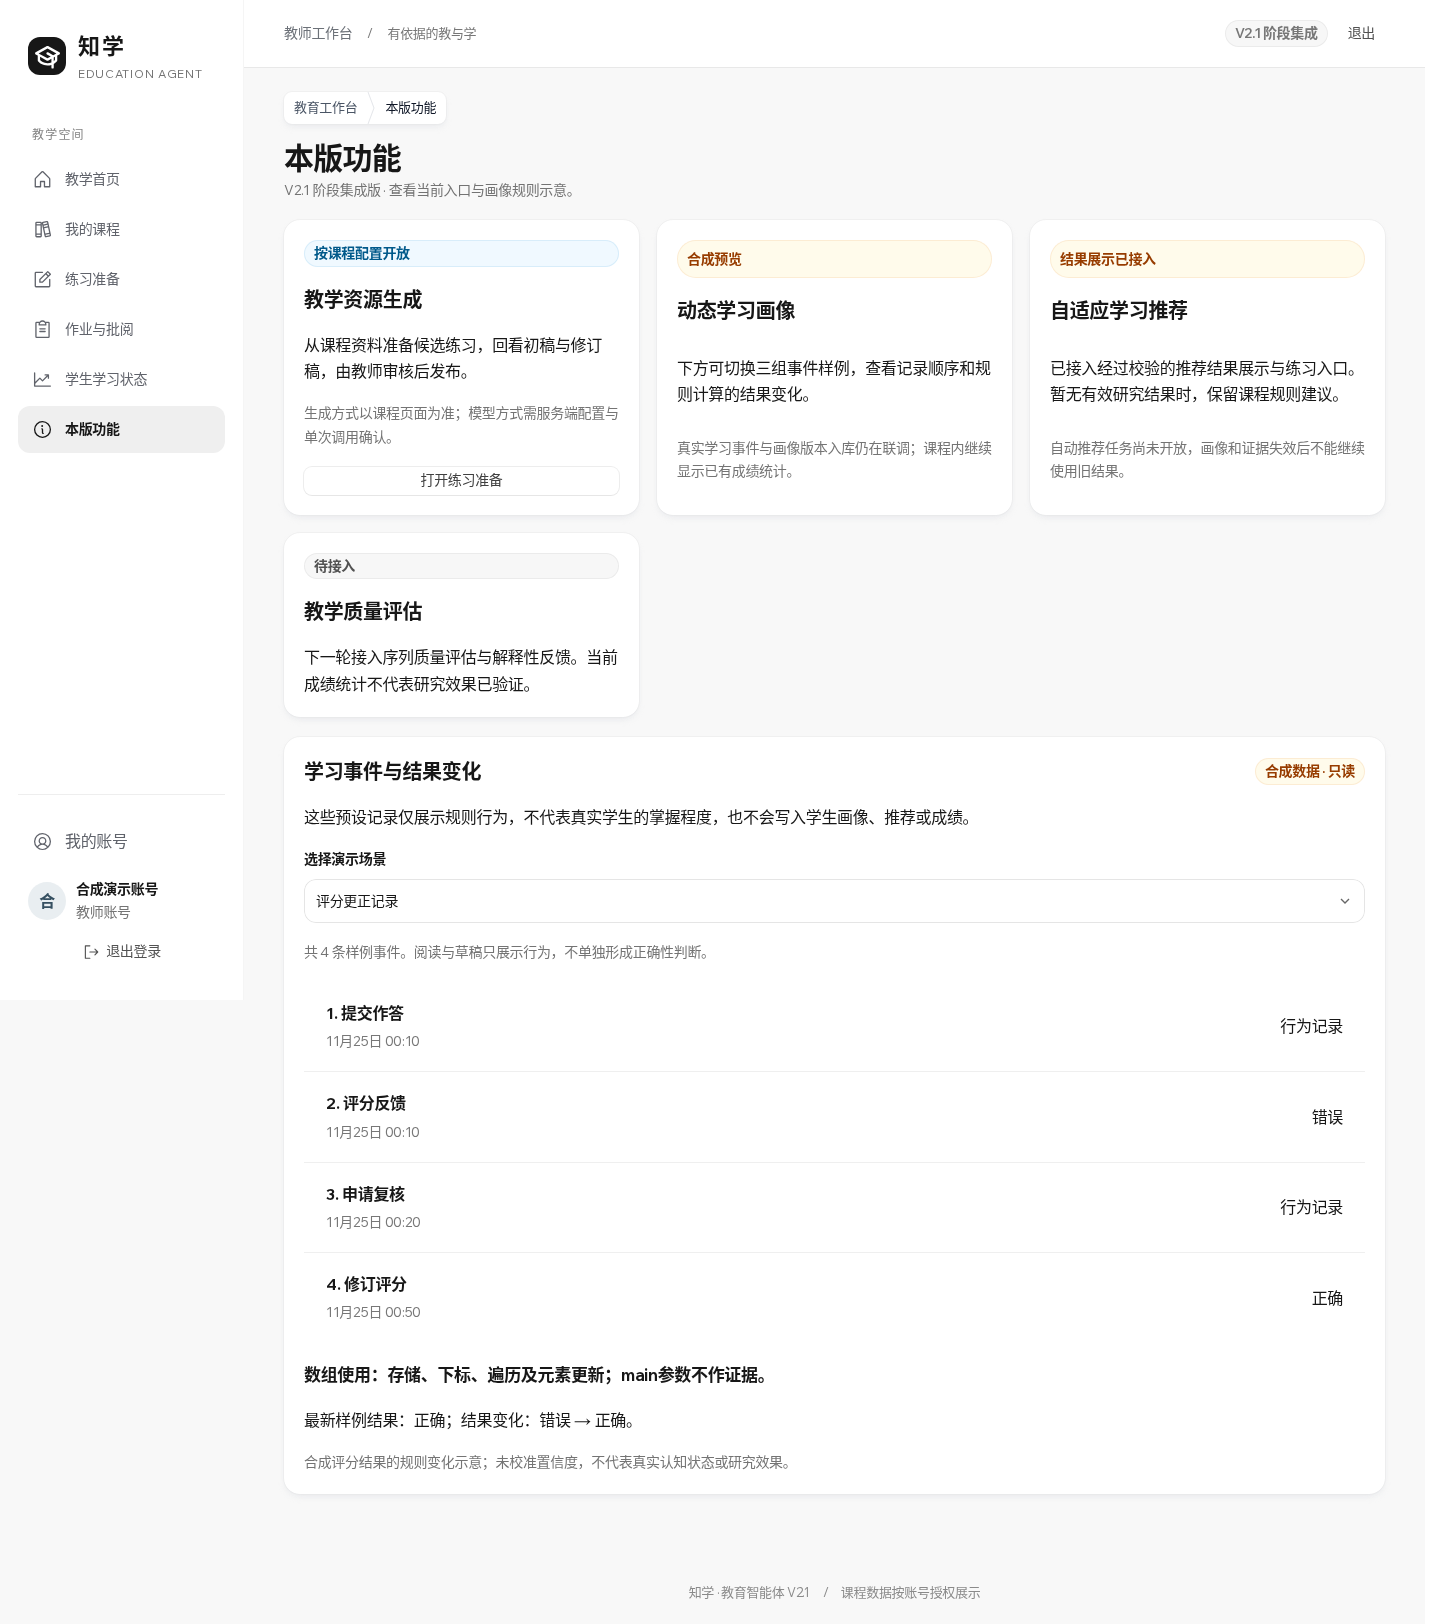 知学
EDUCATION AGENT
教学空间
教学首页
我的课程
练习准备
作业与批阅
学生学习状态
本版功能
我的账号
合
合成演示账号
教师账号
退出登录
教师工作台 / 有依据的教与学
V2.1 阶段集成
退出
教育工作台
本版功能
本版功能
V2.1 阶段集成版 · 查看当前入口与画像规则示意。
按课程配置开放
教学资源生成
从课程资料准备候选练习，回看初稿与修订
稿，由教师审核后发布。
生成方式以课程页面为准；模型方式需服务端配置与
单次调用确认。
打开练习准备
合成预览
动态学习画像
下方可切换三组事件样例，查看记录顺序和规
则计算的结果变化。
真实学习事件与画像版本入库仍在联调；课程内继续
显示已有成绩统计。
结果展示已接入
自适应学习推荐
已接入经过校验的推荐结果展示与练习入口。
暂无有效研究结果时，保留课程规则建议。
自动推荐任务尚未开放，画像和证据失效后不能继续
使用旧结果。
待接入
教学质量评估
下一轮接入序列质量评估与解释性反馈。当前
成绩统计不代表研究效果已验证。
学习事件与结果变化
合成数据 · 只读
这些预设记录仅展示规则行为，不代表真实学生的掌握程度，也不会写入学生画像、推荐或成绩。
选择演示场景
评分更正记录
共 4 条样例事件。阅读与草稿只展示行为，不单独形成正确性判断。
1. 提交作答
11月25日 00:10
行为记录
2. 评分反馈
11月25日 00:10
错误
3. 申请复核
11月25日 00:20
行为记录
4. 修订评分
11月25日 00:50
正确
数组使用：存储、下标、遍历及元素更新；main参数不作证据。
最新样例结果：正确；结果变化：错误 → 正确。
合成评分结果的规则变化示意；未校准置信度，不代表真实认知状态或研究效果。
知学 · 教育智能体 V2.1 / 课程数据按账号授权展示